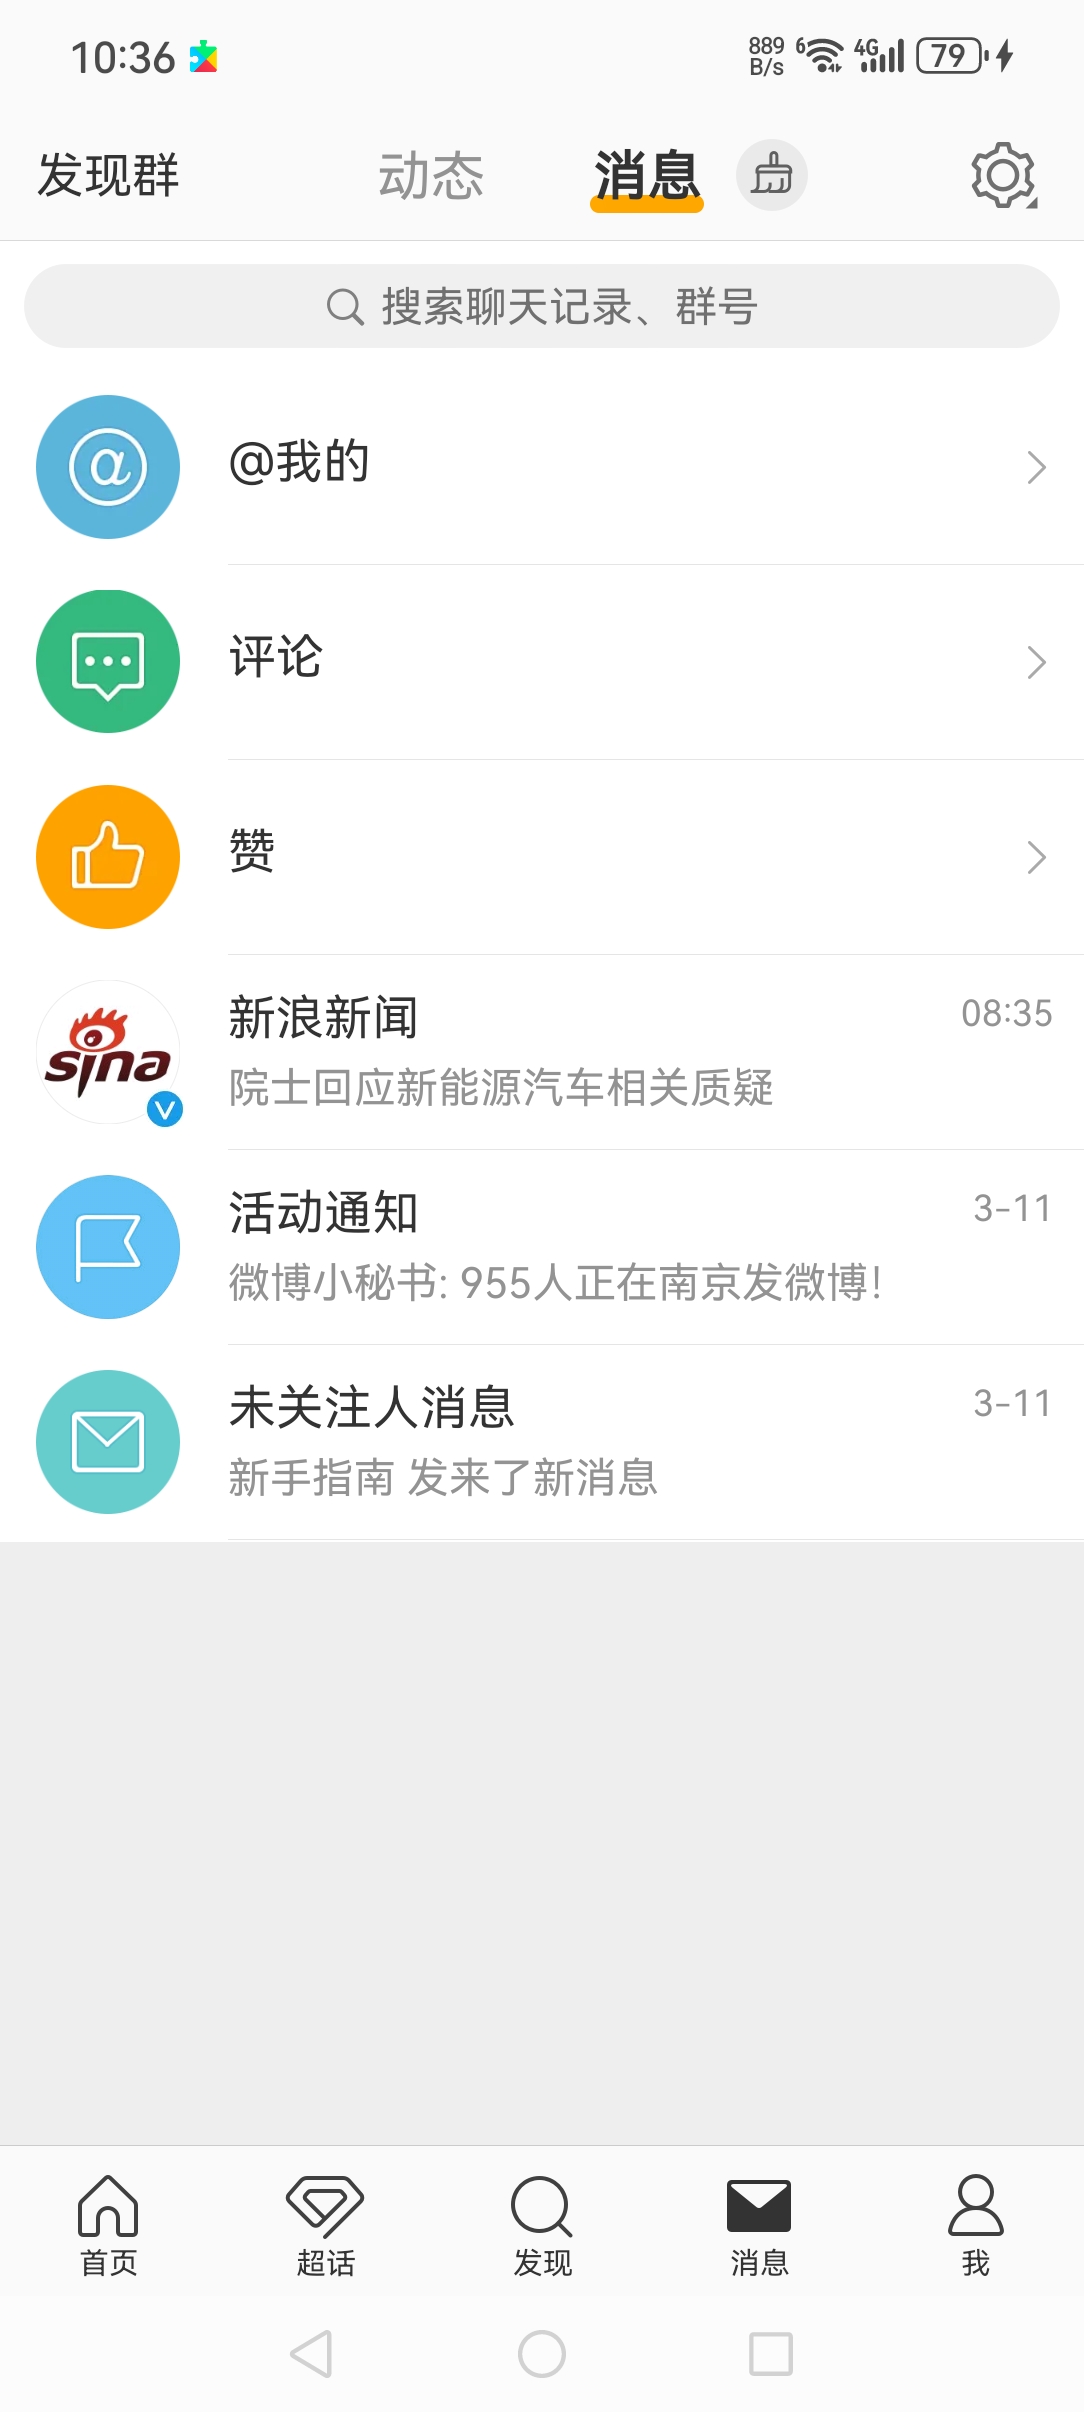 10:36
889 B/s
6
4G
79
发现群
动态
消息
搜索聊天记录、群号
@我的
评论
赞
新浪新闻
08:35
院士回应新能源汽车相关质疑
sina
V
活动通知
3-11
微博小秘书: 955人正在南京发微博!
未关注人消息
3-11
新手指南 发来了新消息
首页
超话
发现
消息
我